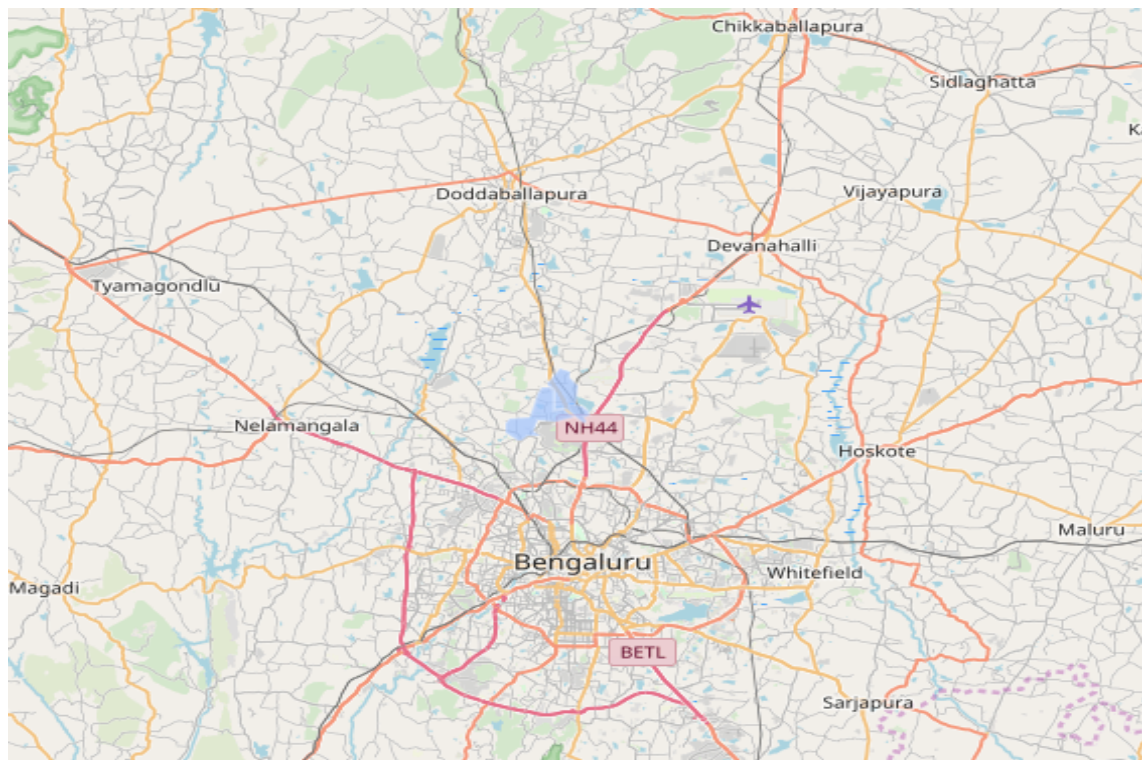 Chikkaballapura
Sidlaghatta
Doddaballapura
Vijayapura
Devanahalli
Tyamagondlu
Nelamangala
NH44
Hoskote
Maluru
Bengaluru
Whitefield
Magadi
BETL
Sarjapura